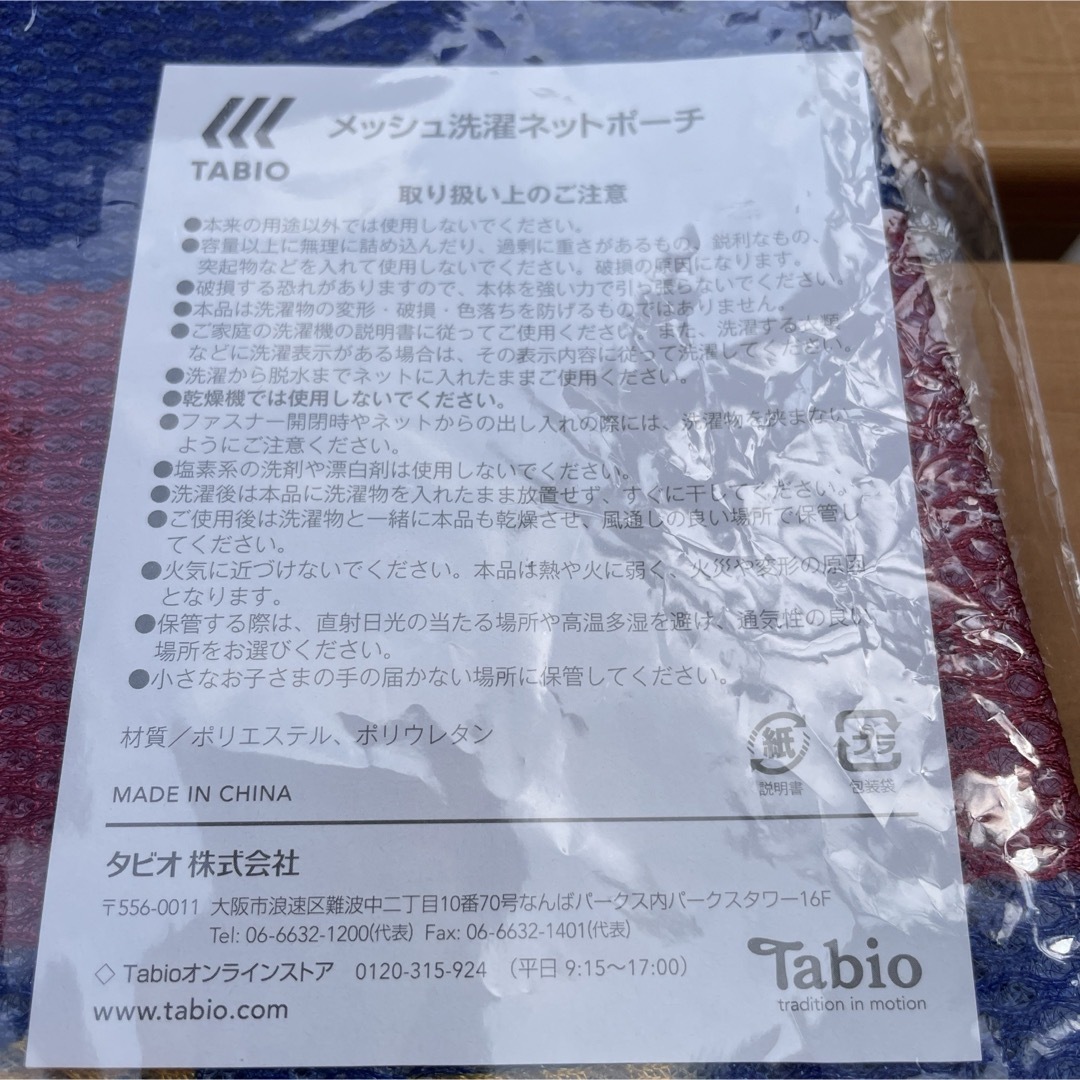 TABIO
メッシュ洗濯ネットポーチ
取り扱い上のご注意
●本来の用途以外では使用しないでください。
●容量以上に無理に詰め込んだり、過剰に重さがあるもの、鋭利なもの、
突起物などを入れて使用しないでください。破損の原因になります。
●破損する恐れがありますので、本体を強い力で引っ張らないでください。
●本品は洗濯物の変形・破損・色落ちを防げるものではありません。
●ご家庭の洗濯機の説明書に従ってご使用ください。また、洗濯する衣類
などに洗濯表示がある場合は、その表示内容に従って洗濯してください。
●洗濯から脱水までネットに入れたままご使用ください。
●乾燥機では使用しないでください。
●ファスナー開閉時やネットからの出し入れの際には、洗濯物を挟まない
ようにご注意ください。
●塩素系の洗剤や漂白剤は使用しないでください。
●洗濯後は本品に洗濯物を入れたまま放置せず、すぐに干してください。
●ご使用後は洗濯物と一緒に本品も乾燥させ、風通しの良い場所で保管し
てください。
●火気に近づけないでください。本品は熱や火に弱く、火災や変形の原因
となります。
●保管する際は、直射日光の当たる場所や高温多湿を避け、通気性の良い
場所をお選びください。
●小さなお子さまの手の届かない場所に保管してください。
材質／ポリエステル、ポリウレタン
紙
説明書
プラ
包装袋
MADE IN CHINA
タビオ 株式会社
〒556-0011 大阪市浪速区難波中二丁目10番70号なんばパークス内パークスタワー16F
Tel: 06-6632-1200(代表) Fax: 06-6632-1401(代表)
◇ Tabioオンラインストア 0120-315-924 （平日 9:15〜17:00）
www.tabio.com
Tabio
tradition in motion